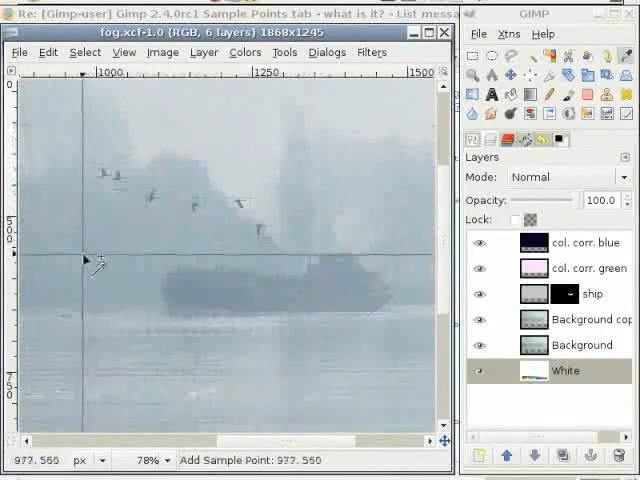 Re: [Gimp-user] Gimp 2.4.0rc1 Sample Points tab - what is it? - List messa
GIMP
fog.xcf-1.0 (RGB, 6 layers) 1868x1245
File Edit Select View Image Layer Colors Tools Dialogs Filters
File Xtns Help
1000 1250 1500
0
500
750
Layers
Mode: Normal
Opacity: 100.0
Lock:
col. corr. blue
col. corr. green
ship
Background cop
Background
White
977, 560 px 78% Add Sample Point: 977, 560